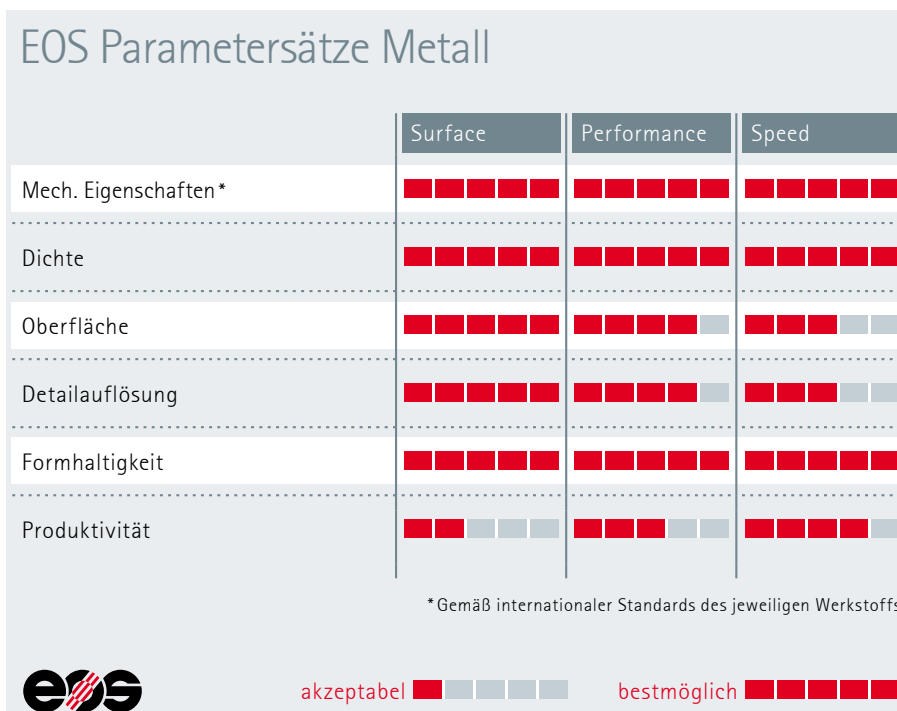 EOS Parametersätze Metall
Surface Performance Speed
Mech. Eigenschaften*
Dichte
Oberfläche
Detailauflösung
Formhaltigkeit
Produktivität
*Gemäß internationaler Standards des jeweiligen Werkstoffs
eos akzeptabel bestmöglich